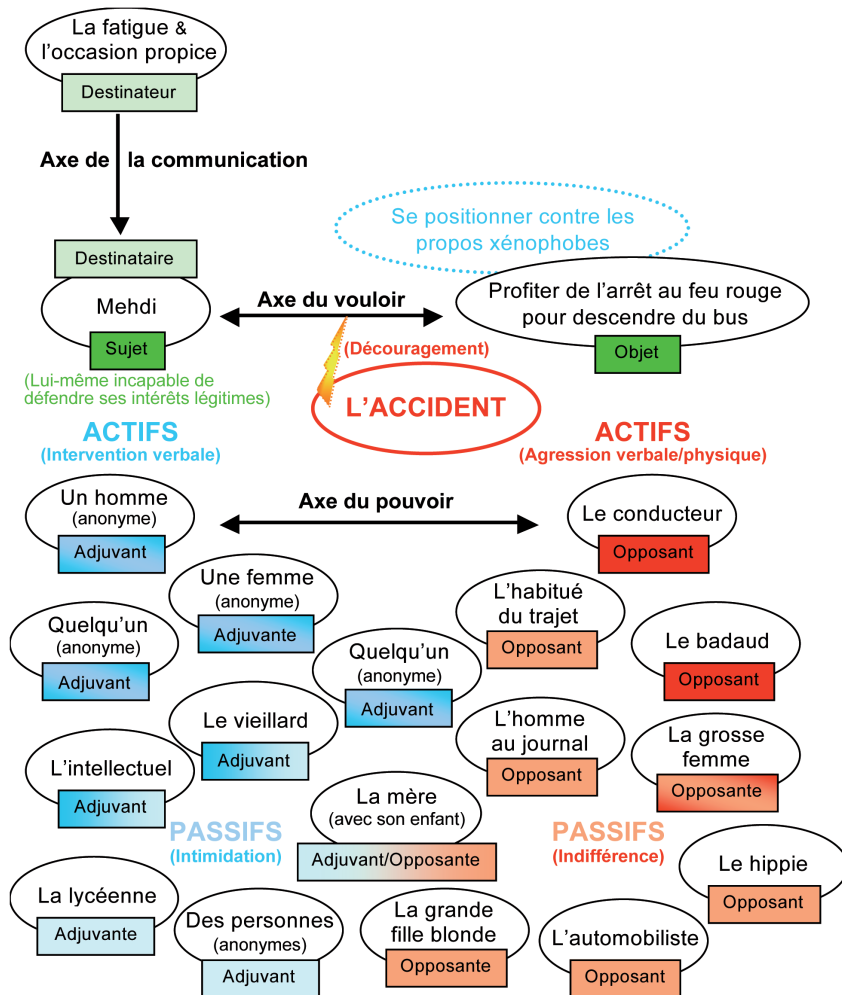 La fatigue &
l'occasion propice
Destinateur
Axe de la communication
Se positionner contre les
propos xénophobes
Destinataire
Mehdi
Sujet
(Lui-même incapable de
défendre ses intérêts légitimes)
Axe du vouloir
Profiter de l'arrêt au feu rouge
pour descendre du bus
Objet
(Découragement)
L'ACCIDENT
ACTIFS
(Intervention verbale)
ACTIFS
(Agression verbale/physique)
Axe du pouvoir
Un homme
(anonyme)
Adjuvant
Le conducteur
Opposant
Une femme
(anonyme)
Adjuvante
L'habitué
du trajet
Opposant
Quelqu'un
(anonyme)
Adjuvant
Quelqu'un
(anonyme)
Adjuvant
Le badaud
Opposant
Le vieillard
Adjuvant
L'homme
au journal
Opposant
La grosse
femme
Opposante
L'intellectuel
Adjuvant
La mère
(avec son enfant)
Adjuvant/Opposante
PASSIFS
(Intimidation)
PASSIFS
(Indifférence)
Le hippie
Opposant
La lycéenne
Adjuvante
Des personnes
(anonymes)
Adjuvant
La grande
fille blonde
Opposante
L'automobiliste
Opposant